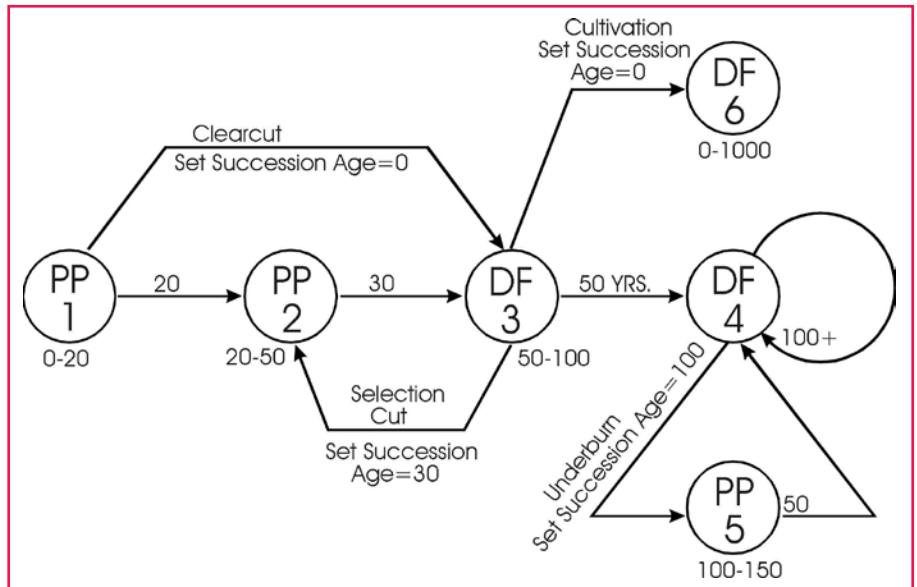 Cultivation
Set Succession
Age=0
DF
6
0-1000
Clearcut
Set Succession Age=0
PP
1
0-20
20
PP
2
20-50
30
DF
3
50-100
50 YRS.
DF
4
100+
Selection
Cut
Set Succession
Age=30
Underburn
Set Succession Age=100
PP
5
100-150
50